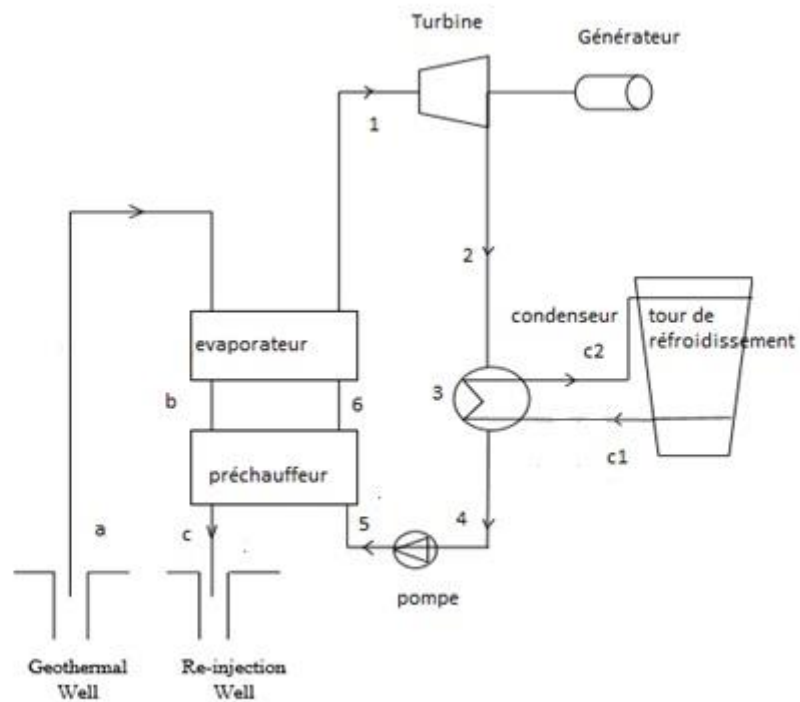 Turbine
Générateur
1
2
condenseur
tour de
réfroidissement
c2
evaporateur
b
6
3
c1
préchauffeur
a
c
5
4
pompe
Geothermal
Well
Re-injection
Well